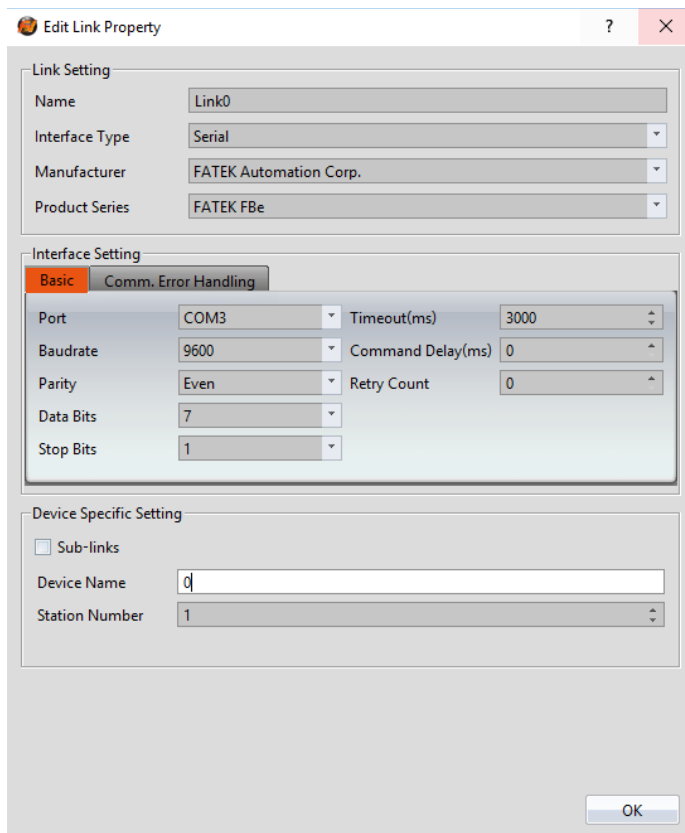 Edit Link Property ?
Link Setting
Name Link0
Interface Type Serial
Manufacturer FATEK Automation Corp.
Product Series FATEK FBe
Interface Setting
Basic Comm. Error Handling
Port COM3 Timeout(ms) 3000
Baudrate 9600 Command Delay(ms) 0
Parity Even Retry Count 0
Data Bits 7
Stop Bits 1
Device Specific Setting
Sub-links
Device Name 0
Station Number 1
OK